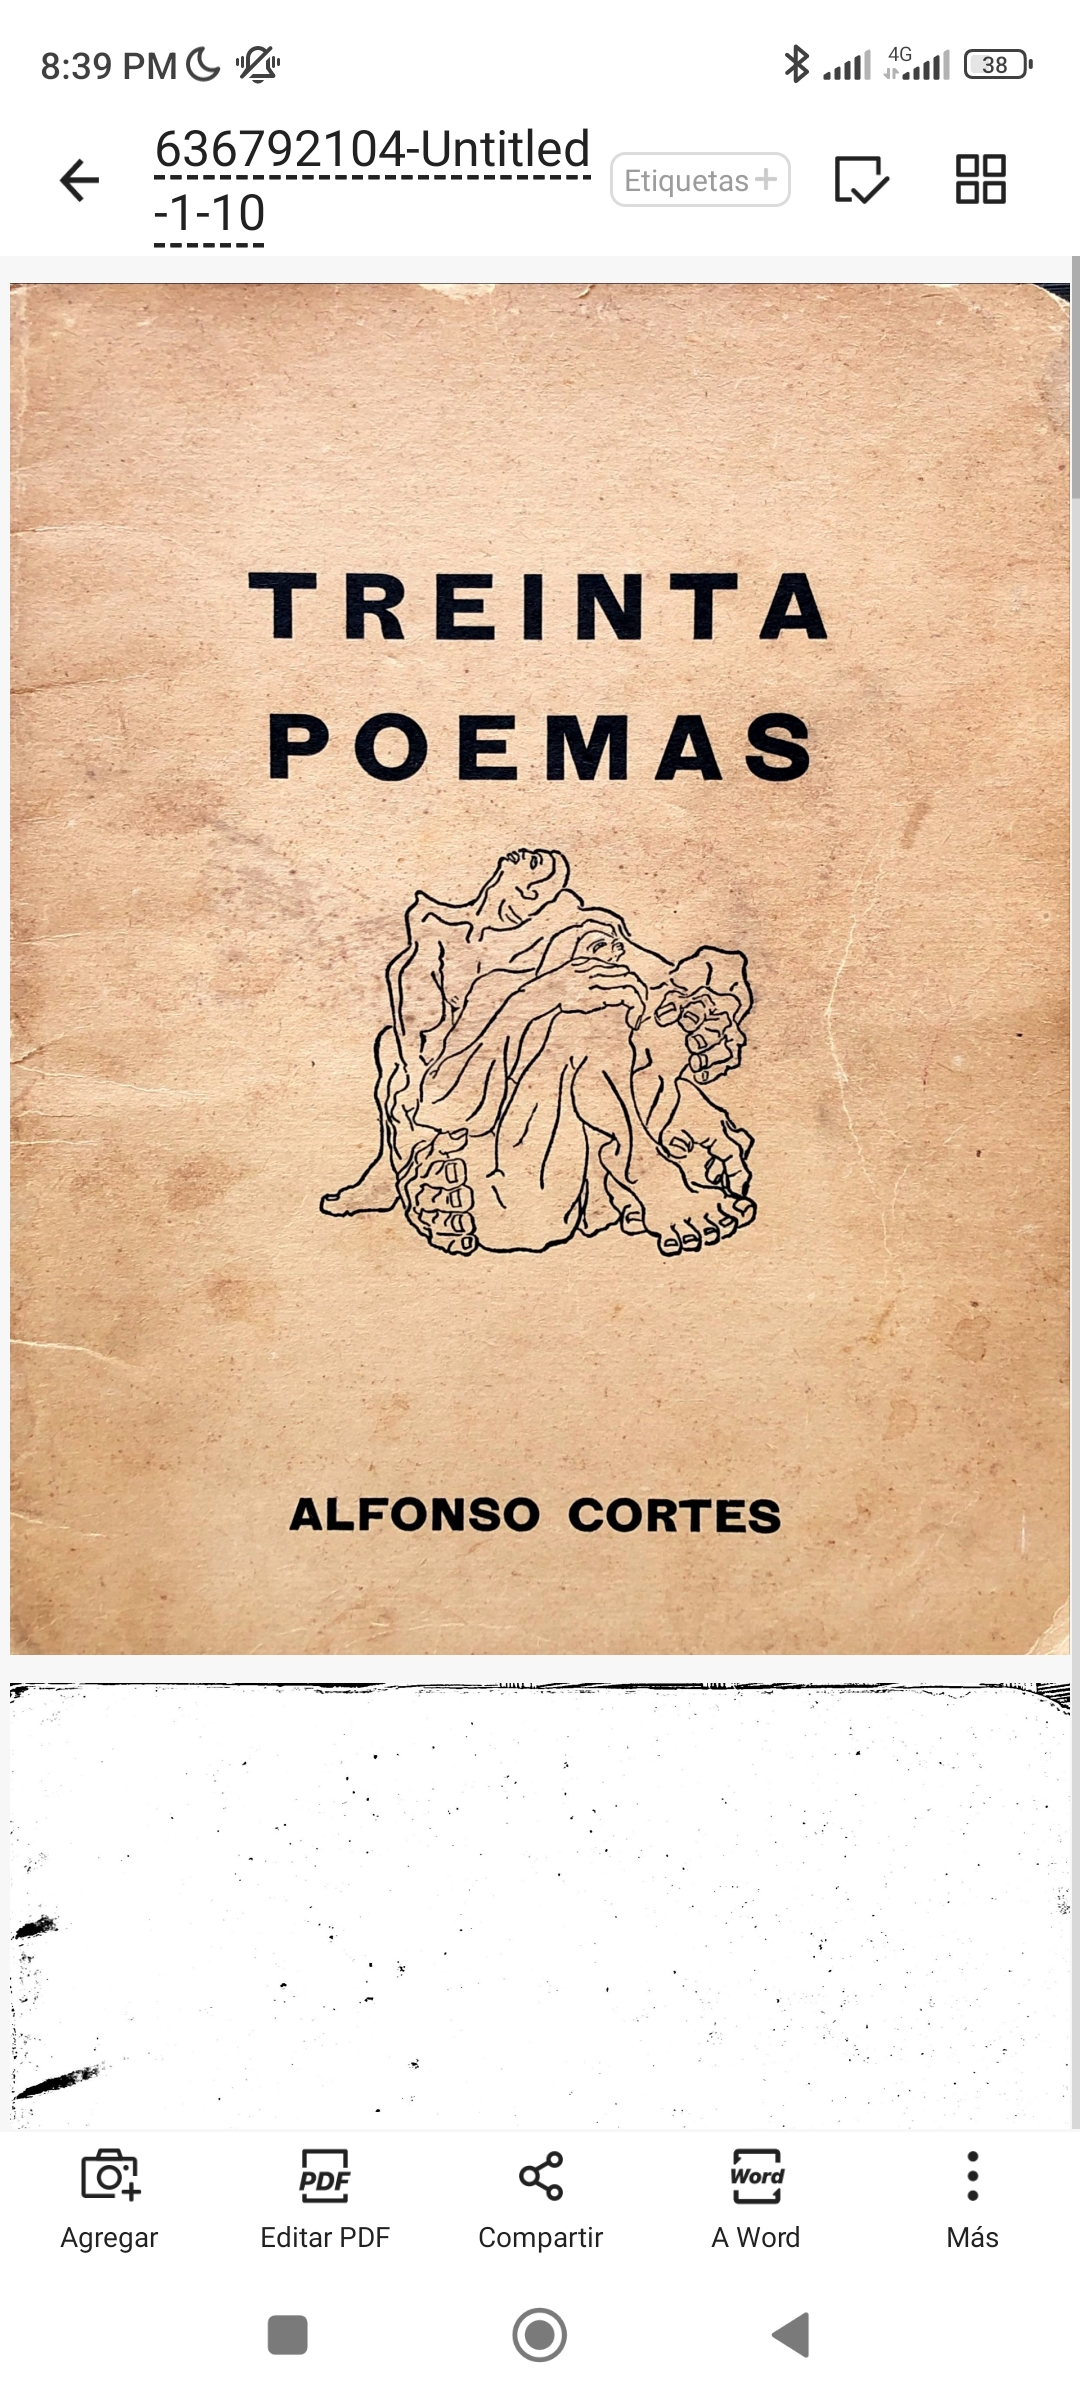 8:39 PM
4G
38
636792104-Untitled
-1-10
Etiquetas+
TREINTA
POEMAS
ALFONSO CORTES
Agregar
PDF
Editar PDF
Compartir
Word
A Word
Más